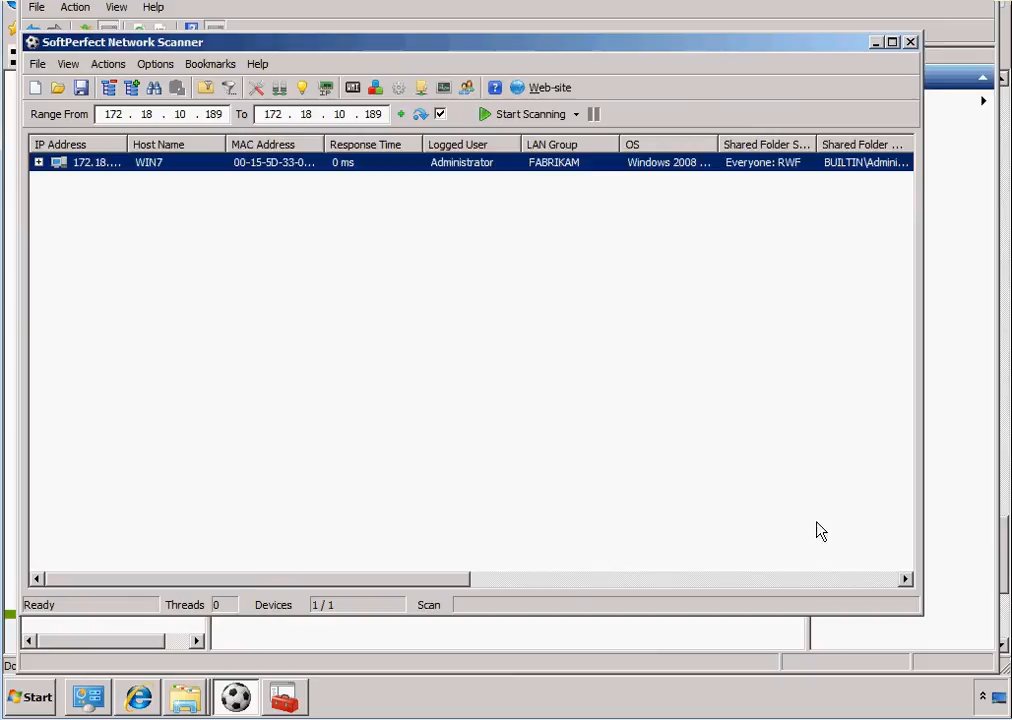 File Action View Help
SoftPerfect Network Scanner
File View Actions Options Bookmarks Help
Web-site
Range From 172 . 18 . 10 . 189 To 172 . 18 . 10 . 189 Start Scanning
IP Address Host Name MAC Address Response Time Logged User LAN Group OS Shared Folder S... Shared Folder ...
172.18.... WIN7 00-15-5D-33-0... 0 ms Administrator FABRIKAM Windows 2008 ... Everyone: RWF BUILTIN\Admini...
Ready Threads 0 Devices 1 / 1 Scan
Do
Start